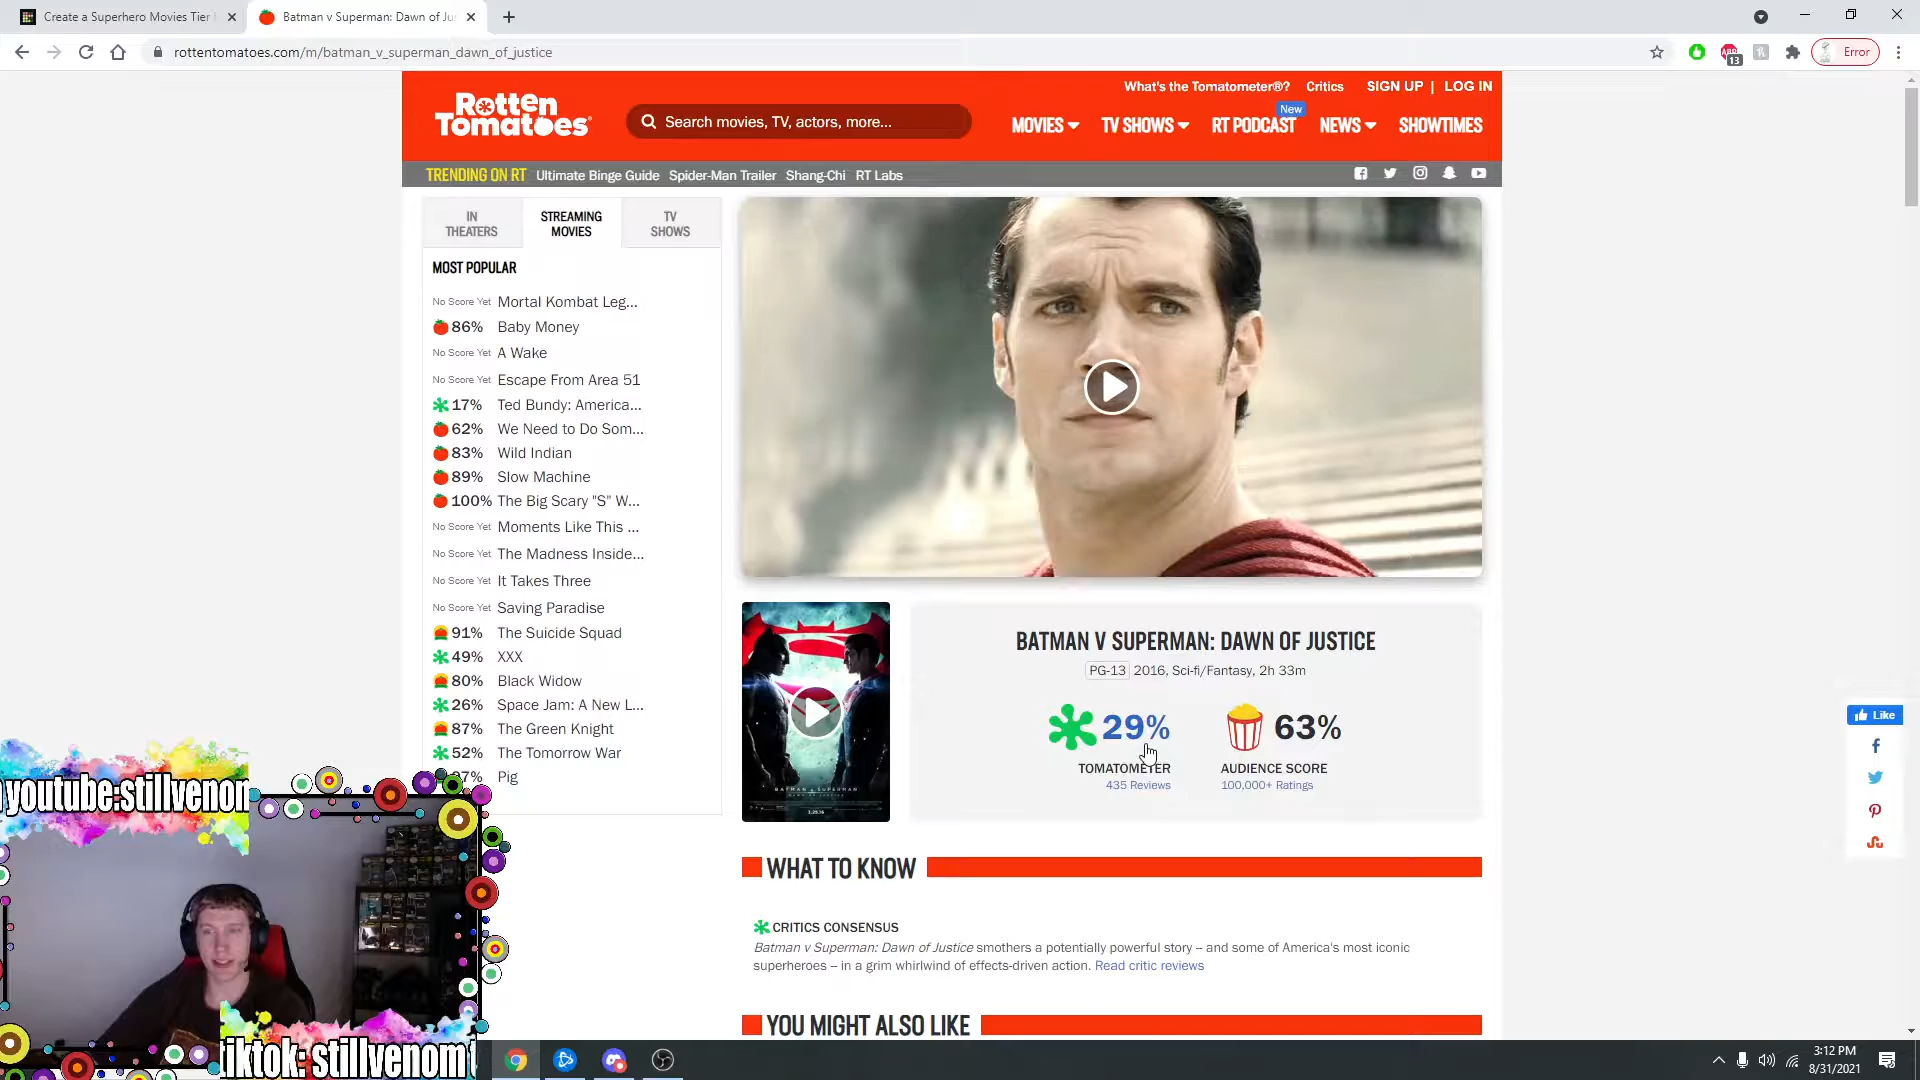 Create a Superhero Movies Tier
Batman v Superman: Dawn of Jus
rottentomatoes.com/m/batman_v_superman_dawn_of_justice
13
Error
What's the Tomatometer®?
Critics
SIGN UP | LOG IN
Rotten
Tomatoes
Search movies, TV, actors, more...
New
MOVIES
TV SHOWS
RT PODCAST
NEWS
SHOWTIMES
TRENDING ON RT
Ultimate Binge Guide
Spider-Man Trailer
Shang-Chi
RT Labs
IN
THEATERS
STREAMING
MOVIES
TV
SHOWS
MOST POPULAR
No Score Yet Mortal Kombat Leg...
86% Baby Money
No Score Yet A Wake
No Score Yet Escape From Area 51
17% Ted Bundy: America...
62% We Need to Do Som...
83% Wild Indian
89% Slow Machine
100% The Big Scary "S" W...
No Score Yet Moments Like This ...
No Score Yet The Madness Inside...
No Score Yet It Takes Three
No Score Yet Saving Paradise
91% The Suicide Squad
49% XXX
80% Black Widow
26% Space Jam: A New L...
87% The Green Knight
52% The Tomorrow War
Pig
BATMAN V SUPERMAN: DAWN OF JUSTICE
PG-13 2016, Sci-fi/Fantasy, 2h 33m
29%
TOMATOMETER
435 Reviews
63%
AUDIENCE SCORE
100,000+ Ratings
WHAT TO KNOW
CRITICS CONSENSUS
Batman v Superman: Dawn of Justice smothers a potentially powerful story – and some of America's most iconic
superheroes – in a grim whirlwind of effects-driven action. Read critic reviews
YOU MIGHT ALSO LIKE
Like
youtube:stillvenom
tiktok: stillvenom
3:12 PM
8/31/2021